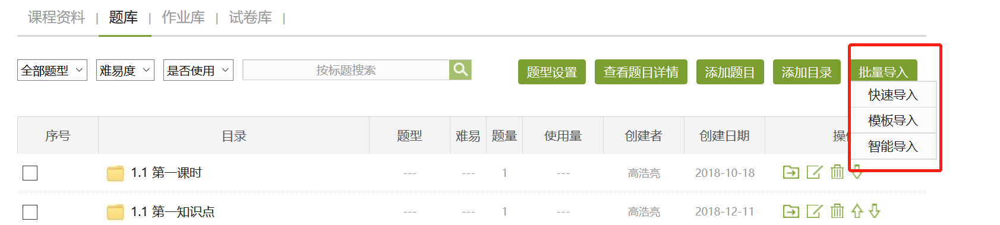 课程资料 | 题库 | 作业库 | 试卷库 |
全部题型 难易度 是否使用 按标题搜索 题型设置 查看题目详情 添加题目 添加目录 批量导入
快速导入
模板导入
智能导入
序号 目录 题型 难易 题量 使用量 创建者 创建日期 操
1.1 第一课时 --- --- 1 --- 高浩亮 2018-10-18
1.1 第一知识点 --- --- 1 --- 高浩亮 2018-12-11